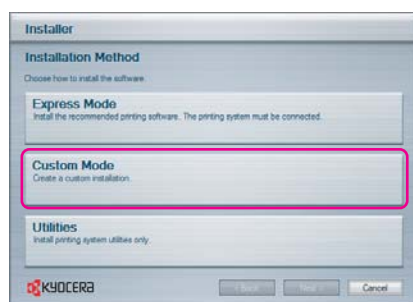 Installer
Installation Method
Choose how to install the software.
Express Mode
Install the recommended printing software. The printing system must be connected.
Custom Mode
Create a custom installation.
Utilities
Install printing system utilities only.
KYOCERA
< Back
Next >
Cancel